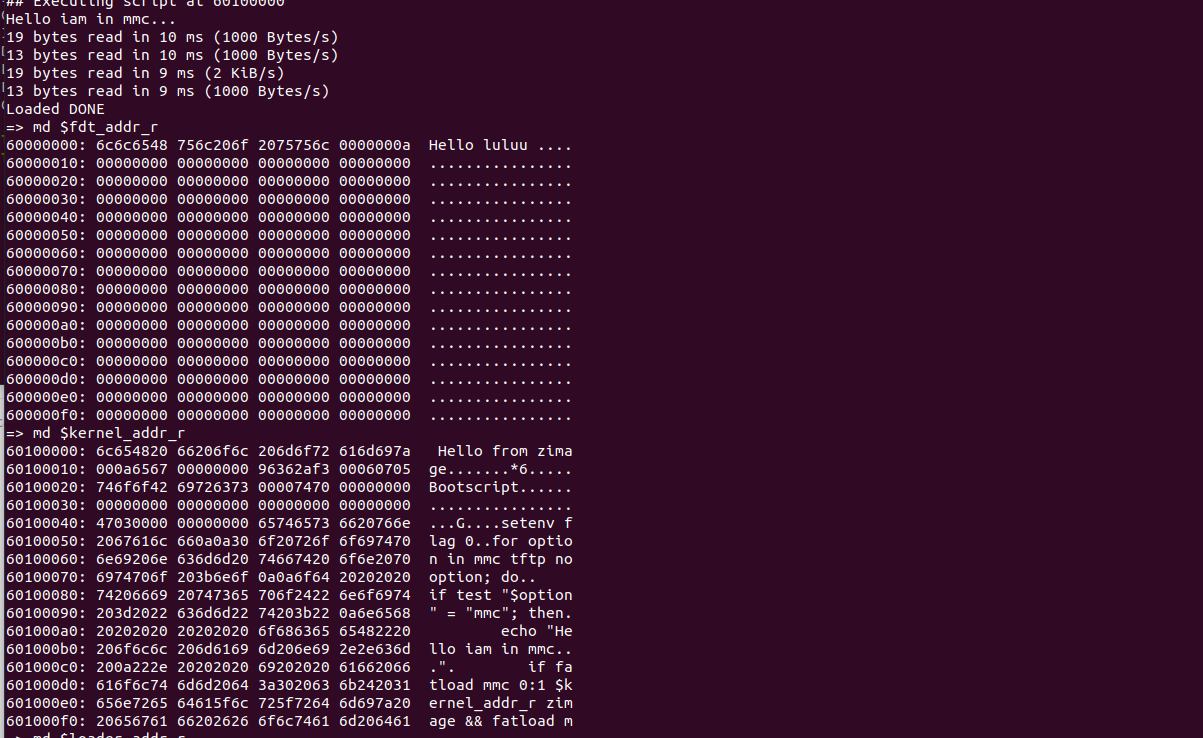 ## Executing script at 60100000
Hello iam in mmc...
19 bytes read in 10 ms (1000 Bytes/s)
13 bytes read in 10 ms (1000 Bytes/s)
19 bytes read in 9 ms (2 KiB/s)
13 bytes read in 9 ms (1000 Bytes/s)
Loaded DONE
=> md $fdt_addr_r
60000000: 6c6c6548 756c206f 2075756c 0000000a  Hello luluu ....
60000010: 00000000 00000000 00000000 00000000  ................
60000020: 00000000 00000000 00000000 00000000  ................
60000030: 00000000 00000000 00000000 00000000  ................
60000040: 00000000 00000000 00000000 00000000  ................
60000050: 00000000 00000000 00000000 00000000  ................
60000060: 00000000 00000000 00000000 00000000  ................
60000070: 00000000 00000000 00000000 00000000  ................
60000080: 00000000 00000000 00000000 00000000  ................
60000090: 00000000 00000000 00000000 00000000  ................
600000a0: 00000000 00000000 00000000 00000000  ................
600000b0: 00000000 00000000 00000000 00000000  ................
600000c0: 00000000 00000000 00000000 00000000  ................
600000d0: 00000000 00000000 00000000 00000000  ................
600000e0: 00000000 00000000 00000000 00000000  ................
600000f0: 00000000 00000000 00000000 00000000  ................
=> md $kernel_addr_r
60100000: 6c654820 66206f6c 206d6f72 616d697a   Hello from zima
60100010: 000a6567 00000000 96362af3 00060705  ge.......*6.....
60100020: 746f6f42 69726373 00007470 00000000  Bootscript......
60100030: 00000000 00000000 00000000 00000000  ................
60100040: 47030000 00000000 65746573 6620766e  ...G....setenv f
60100050: 2067616c 660a0a30 6f20726f 6f697470  lag 0..for optio
60100060: 6e69206e 636d6d20 74667420 6f6e2070  n in mmc tftp no
60100070: 6974706f 203b6e6f 0a0a6f64 20202020  option; do..
60100080: 74206669 20747365 706f2422 6e6f6974  if test "$option
60100090: 203d2022 636d6d22 74203b22 0a6e6568  " = "mmc"; then.
601000a0: 20202020 20202020 6f686365 65482220          echo "He
601000b0: 206f6c6c 206d6169 6d206e69 2e2e636d  llo iam in mmc..
601000c0: 200a222e 20202020 69202020 61662066  .".        if fa
601000d0: 616f6c74 6d6d2064 3a302063 6b242031  tload mmc 0:1 $k
601000e0: 656e7265 64615f6c 725f7264 6d697a20  ernel_addr_r zim
601000f0: 20656761 66202626 6f6c7461 6d206461  age && fatload m
=> md $loader_addr_r